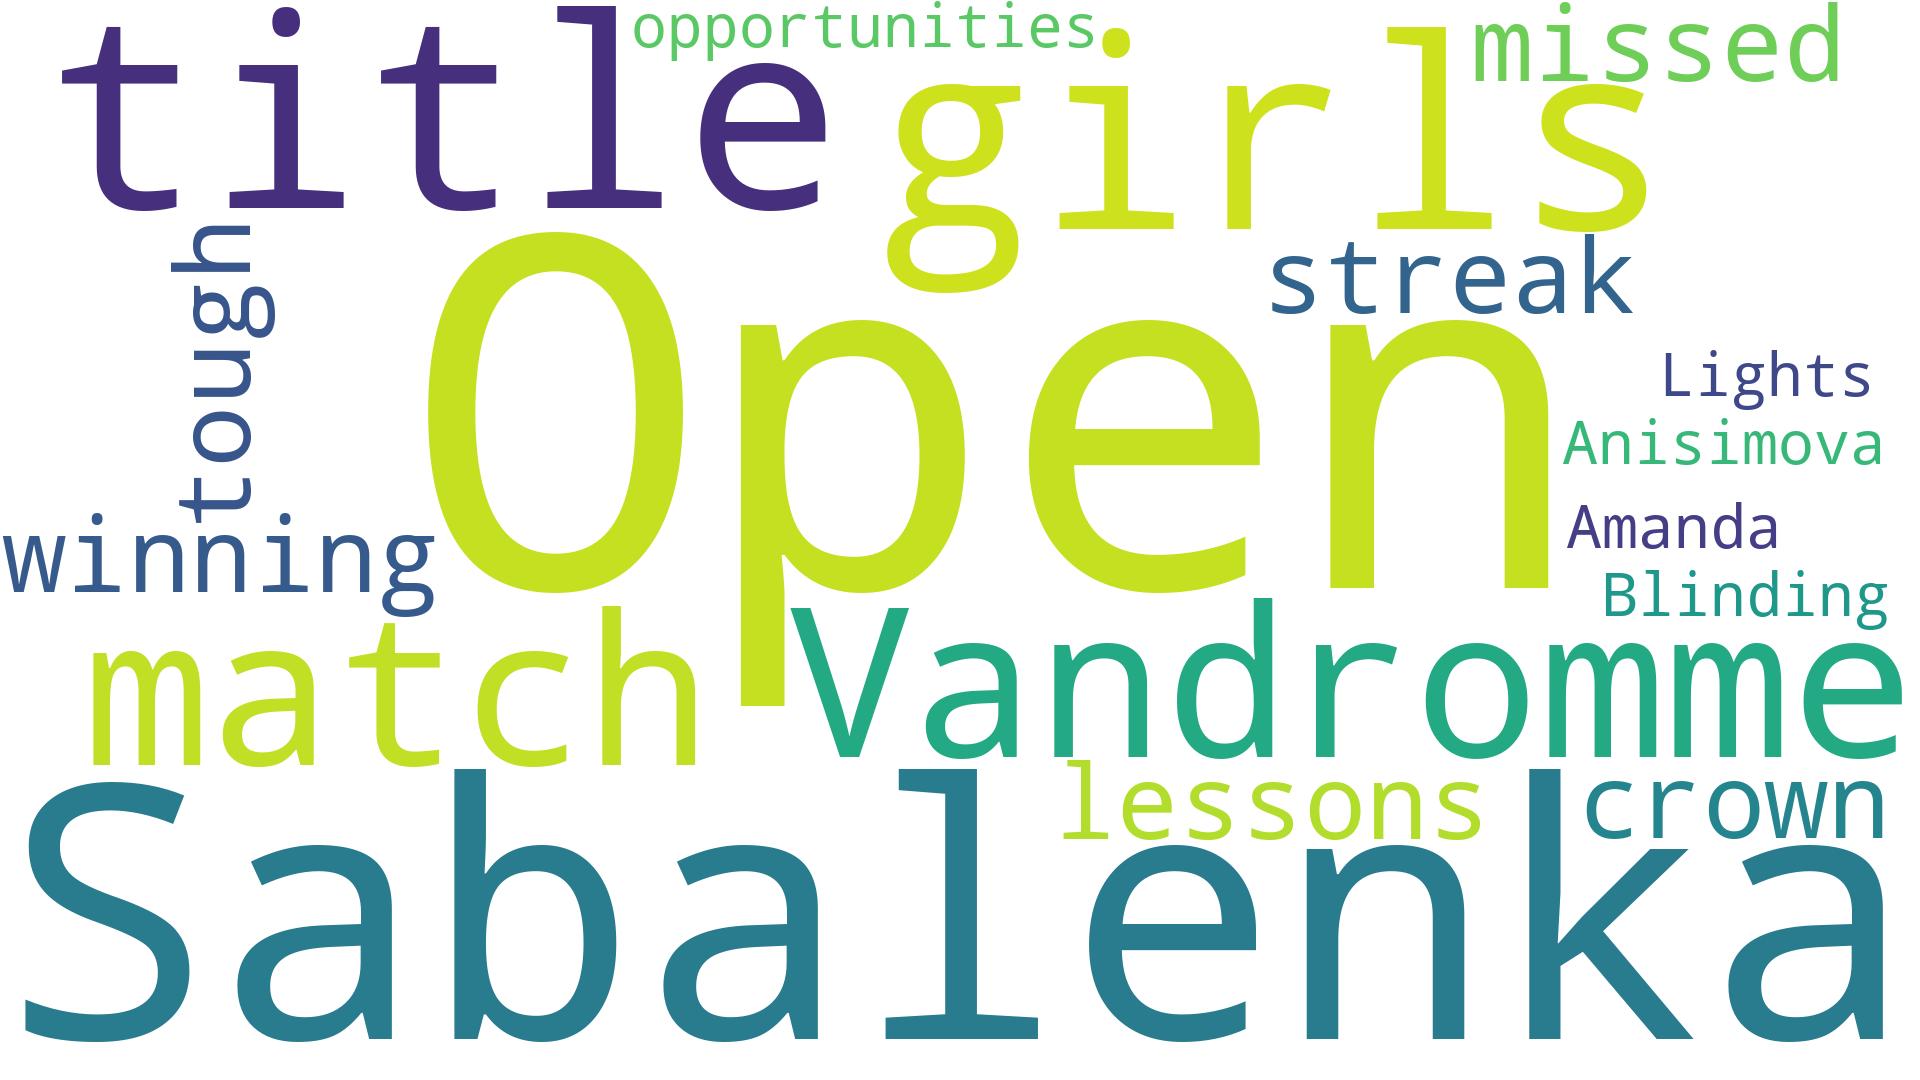 opportunities
missed
title
girls
tough
streak
Open
Lights
Anisimova
Amanda
winning
Blinding
match
Vandromme
lessons
crown
Sabalenka